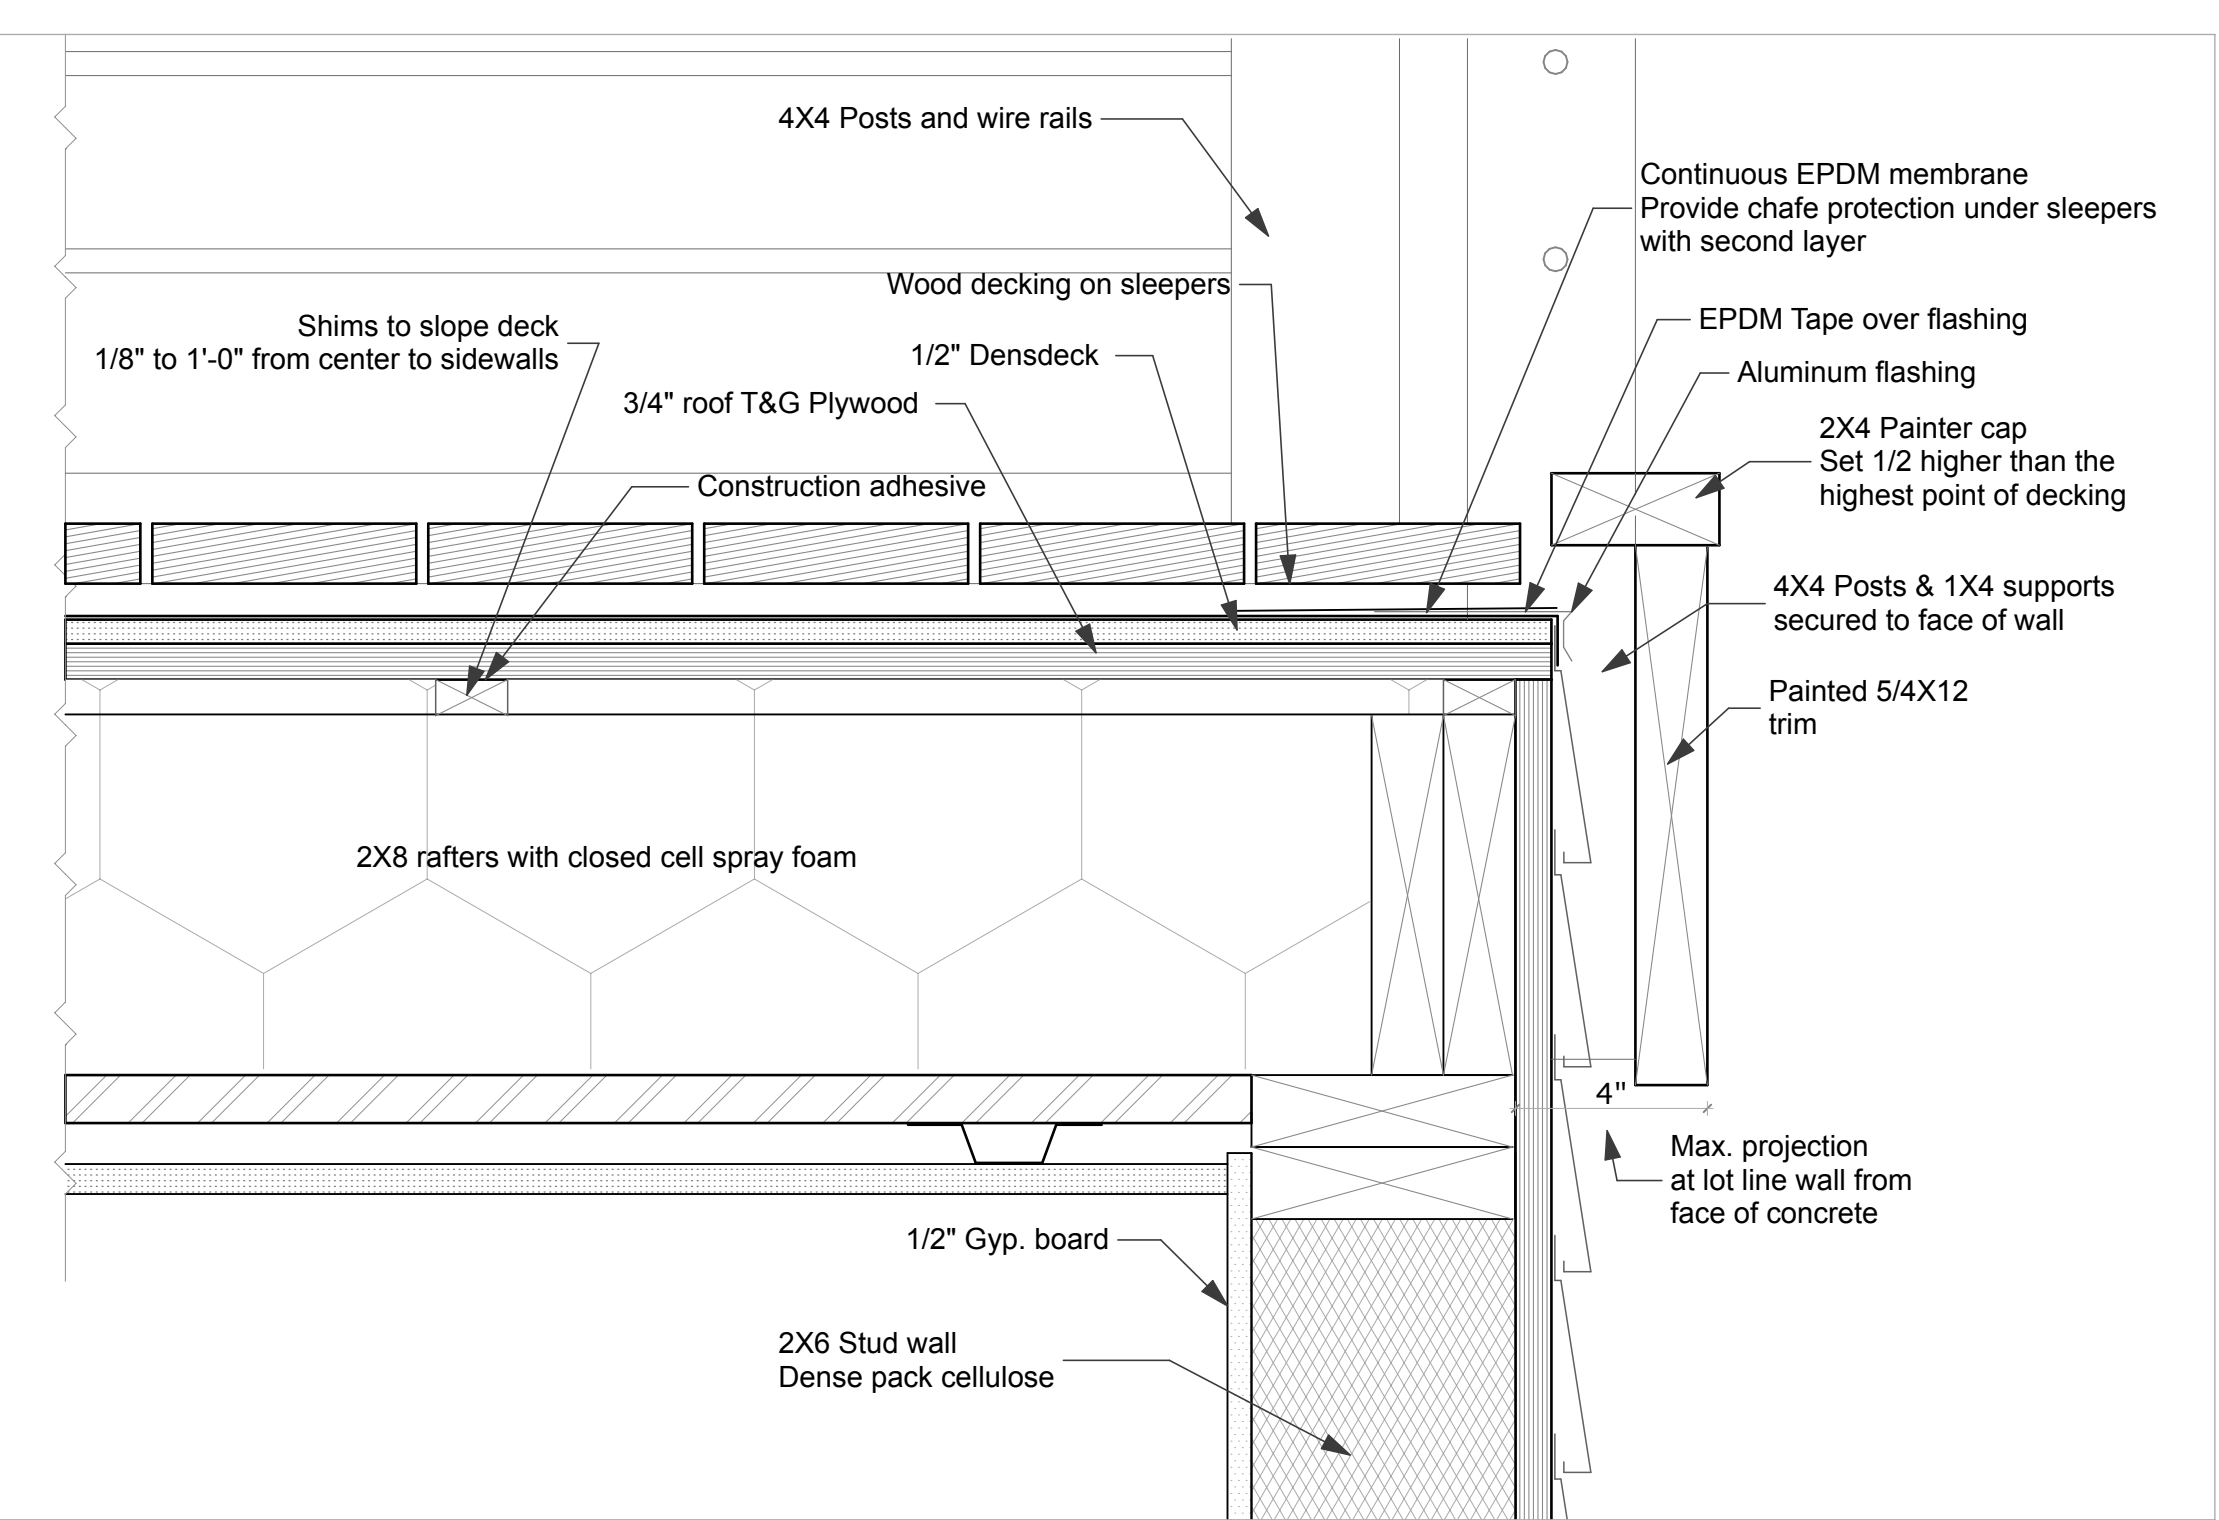 4X4 Posts and wire rails
Continuous EPDM membrane
Provide chafe protection under sleepers
with second layer
Wood decking on sleepers
Shims to slope deck
1/8" to 1'-0" from center to sidewalls
EPDM Tape over flashing
1/2" Densdeck
Aluminum flashing
3/4" roof T&G Plywood
2X4 Painter cap
Set 1/2 higher than the
highest point of decking
Construction adhesive
4X4 Posts & 1X4 supports
secured to face of wall
Painted 5/4X12
trim
2X8 rafters with closed cell spray foam
4"
Max. projection
at lot line wall from
face of concrete
1/2" Gyp. board
2X6 Stud wall
Dense pack cellulose